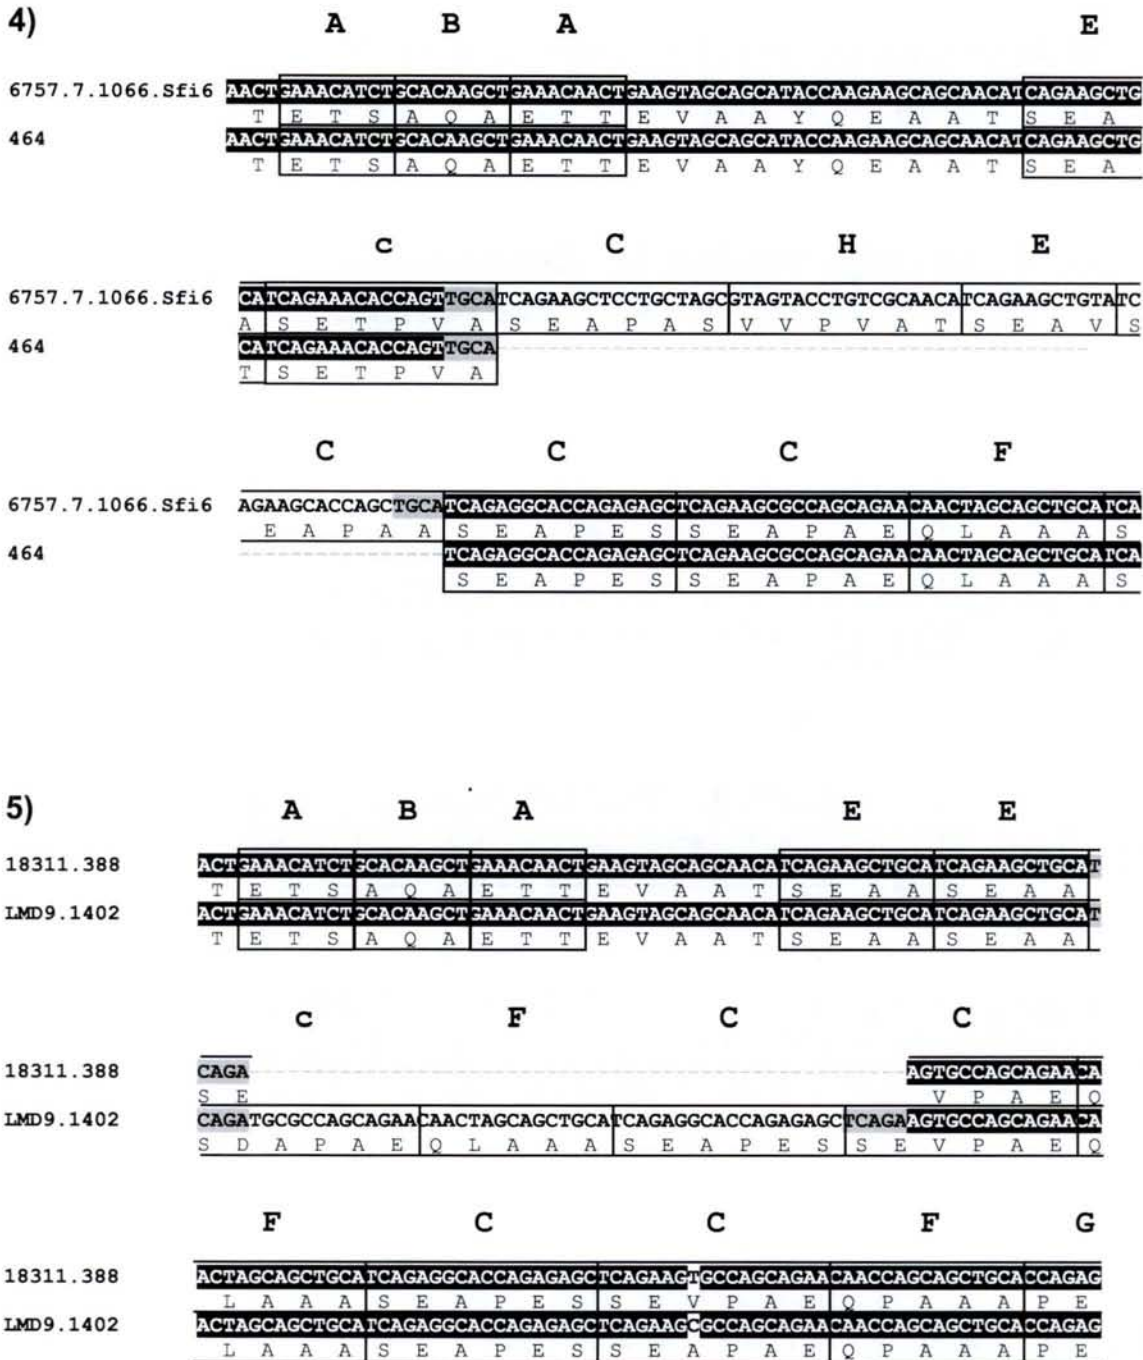 4)
A B A E
6757.7.1066.Sfi6 AACTGAAACATCTGCACAAGCTGAAACAACTGAAGTAGCAGCATACCAAGAAGCAGCAACATCAGAAGCTG
T E T S A Q A E T T E V A A Y Q E A A T S E A
464 AACTGAAACATCTGCACAAGCTGAAACAACTGAAGTAGCAGCATACCAAGAAGCAGCAACATCAGAAGCTG
T E T S A Q A E T T E V A A Y Q E A A T S E A
c C H E
6757.7.1066.Sfi6 CATCAGAAACACCAGTTGCATCAGAAGCTCCTGCTAGCGTAGTACCTGTCGCAACATCAGAAGCTGTATC
A S E T P V A S E A P A S V V P V A T S E A V S
464 CATCAGAAACACCAGTTGCA
T S E T P V A
C C C F
6757.7.1066.Sfi6 AGAAGCACCAGCTGCATCAGAGGCACCAGAGAGCTCAGAAGCGCCAGCAGAACAACTAGCAGCTGCATCA
E A P A A S E A P E S S E A P A E Q L A A A S
464 TCAGAGGCACCAGAGAGCTCAGAAGCGCCAGCAGAACAACTAGCAGCTGCATCA
S E A P E S S E A P A E Q L A A A S
5)
A B A E E
18311.388 ACTGAAACATCTGCACAAGCTGAAACAACTGAAGTAGCAGCAACATCAGAAGCTGCATCAGAAGCTGCAT
T E T S A Q A E T T E V A A T S E A A S E A A
LMD9.1402 ACTGAAACATCTGCACAAGCTGAAACAACTGAAGTAGCAGCAACATCAGAAGCTGCATCAGAAGCTGCAT
T E T S A Q A E T T E V A A T S E A A S E A A
c F C C
18311.388 CAGA AGTGCCAGCAGAACA
S E V P A E Q
LMD9.1402 CAGATGCGCCAGCAGAACAACTAGCAGCTGCATCAGAGGCACCAGAGAGCTCAGAAGTGCCAGCAGAACA
S D A P A E Q L A A A S E A P E S S E V P A E Q
F C C F G
18311.388 ACTAGCAGCTGCATCAGAGGCACCAGAGAGCTCAGAAGTGCCAGCAGAACAACCAGCAGCTGCACCAGAG
L A A A S E A P E S S E V P A E Q P A A A P E
LMD9.1402 ACTAGCAGCTGCATCAGAGGCACCAGAGAGCTCAGAAGCGCCAGCAGAACAACCAGCAGCTGCACCAGAG
L A A A S E A P E S S E A P A E Q P A A A P E